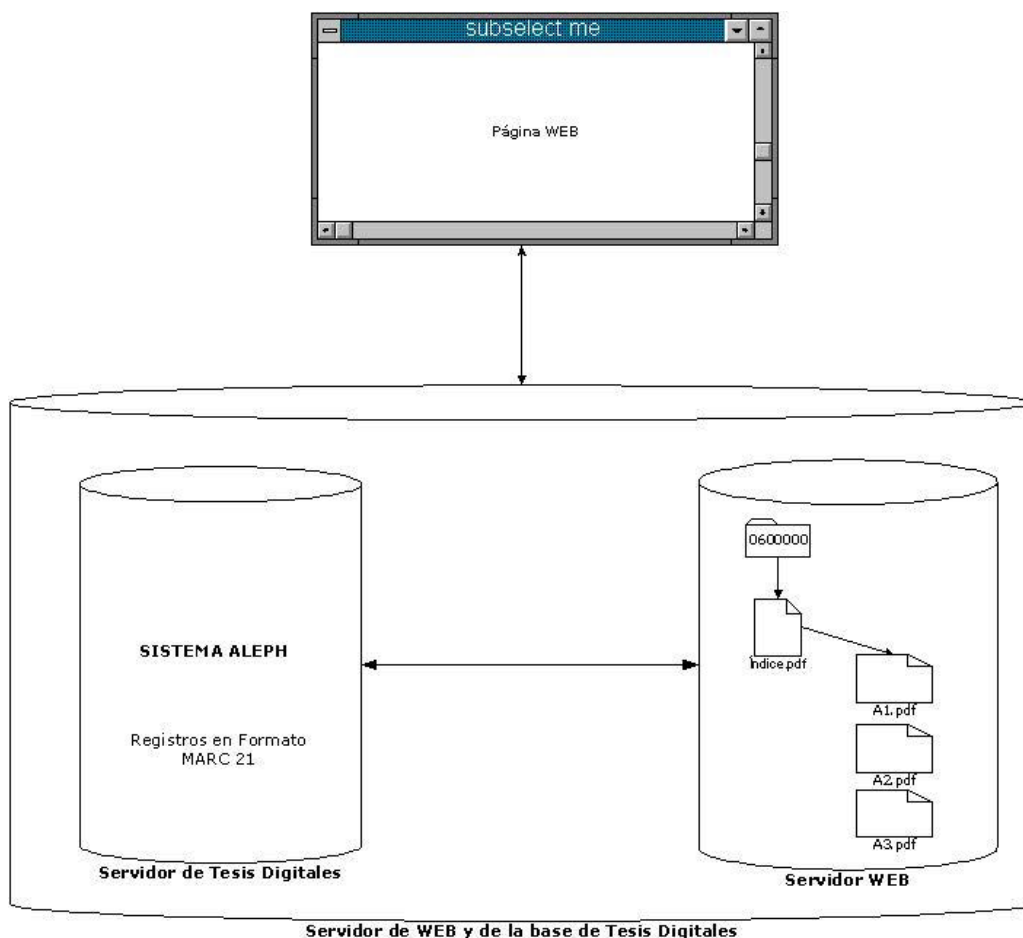 subselect me
Página WEB
0600000
Índice.pdf
A1.pdf
A2.pdf
A3.pdf
SISTEMA ALEPH
Registros en Formato
MARC 21
Servidor de Tesis Digitales
Servidor WEB
Servidor de WEB y de la base de Tesis Digitales